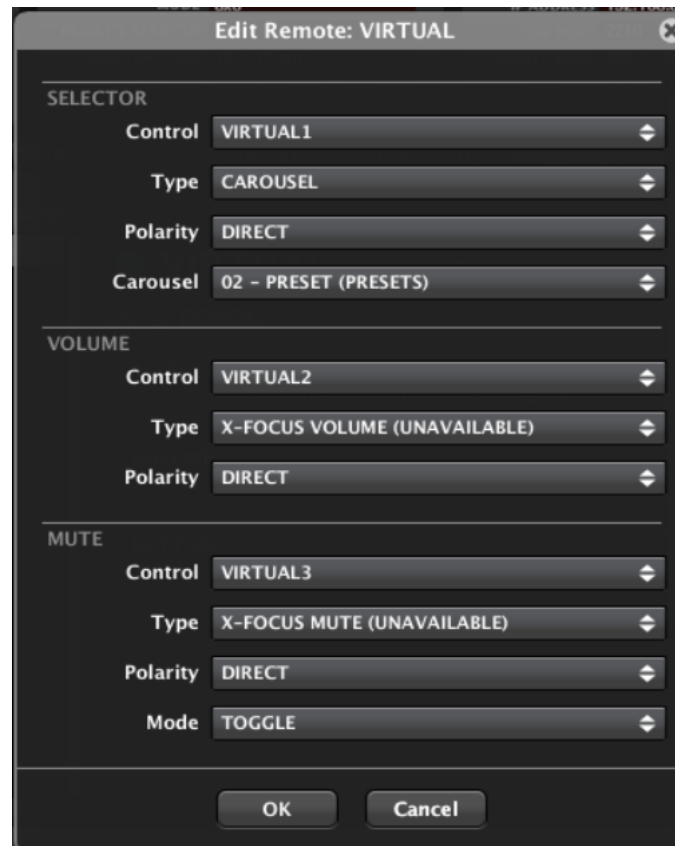 Edit Remote: VIRTUAL
SELECTOR
Control VIRTUAL1
Type CAROUSEL
Polarity DIRECT
Carousel 02 – PRESET (PRESETS)
VOLUME
Control VIRTUAL2
Type X–FOCUS VOLUME (UNAVAILABLE)
Polarity DIRECT
MUTE
Control VIRTUAL3
Type X–FOCUS MUTE (UNAVAILABLE)
Polarity DIRECT
Mode TOGGLE
OK Cancel